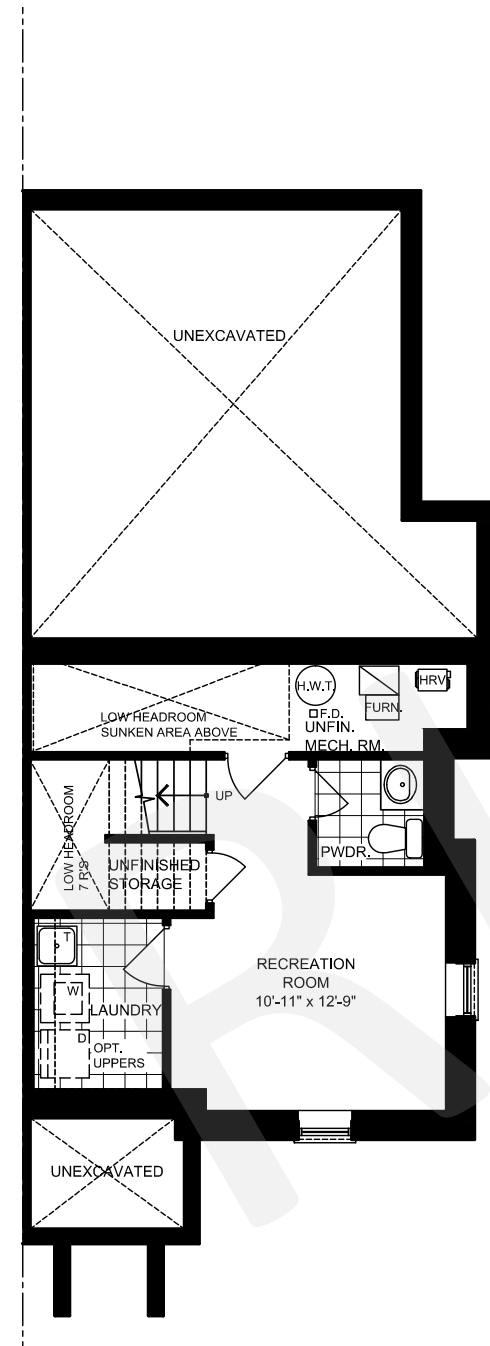 UNEXCAVATED
H.W.T.
HRV
FURN.
F.D.
LOW HEADROOM
SUNKEN AREA ABOVE
UNFIN.
MECH. RM.
UP
LOW HEADROOM
7 R'S
PWDR.
UNFINISHED
STORAGE
T
W
LAUNDRY
D
OPT.
UPPERS
RECREATION
ROOM
10'-11" x 12'-9"
UNEXCAVATED